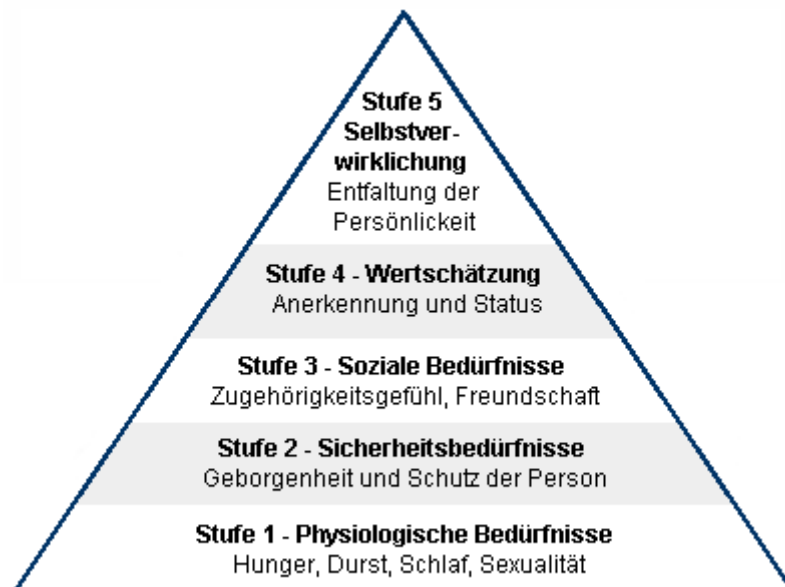 Stufe 5
Selbstver-
wirklichung
Entfaltung der
Persönlickeit
Stufe 4 - Wertschätzung
Anerkennung und Status
Stufe 3 - Soziale Bedürfnisse
Zugehörigkeitsgefühl, Freundschaft
Stufe 2 - Sicherheitsbedürfnisse
Geborgenheit und Schutz der Person
Stufe 1 - Physiologische Bedürfnisse
Hunger, Durst, Schlaf, Sexualität